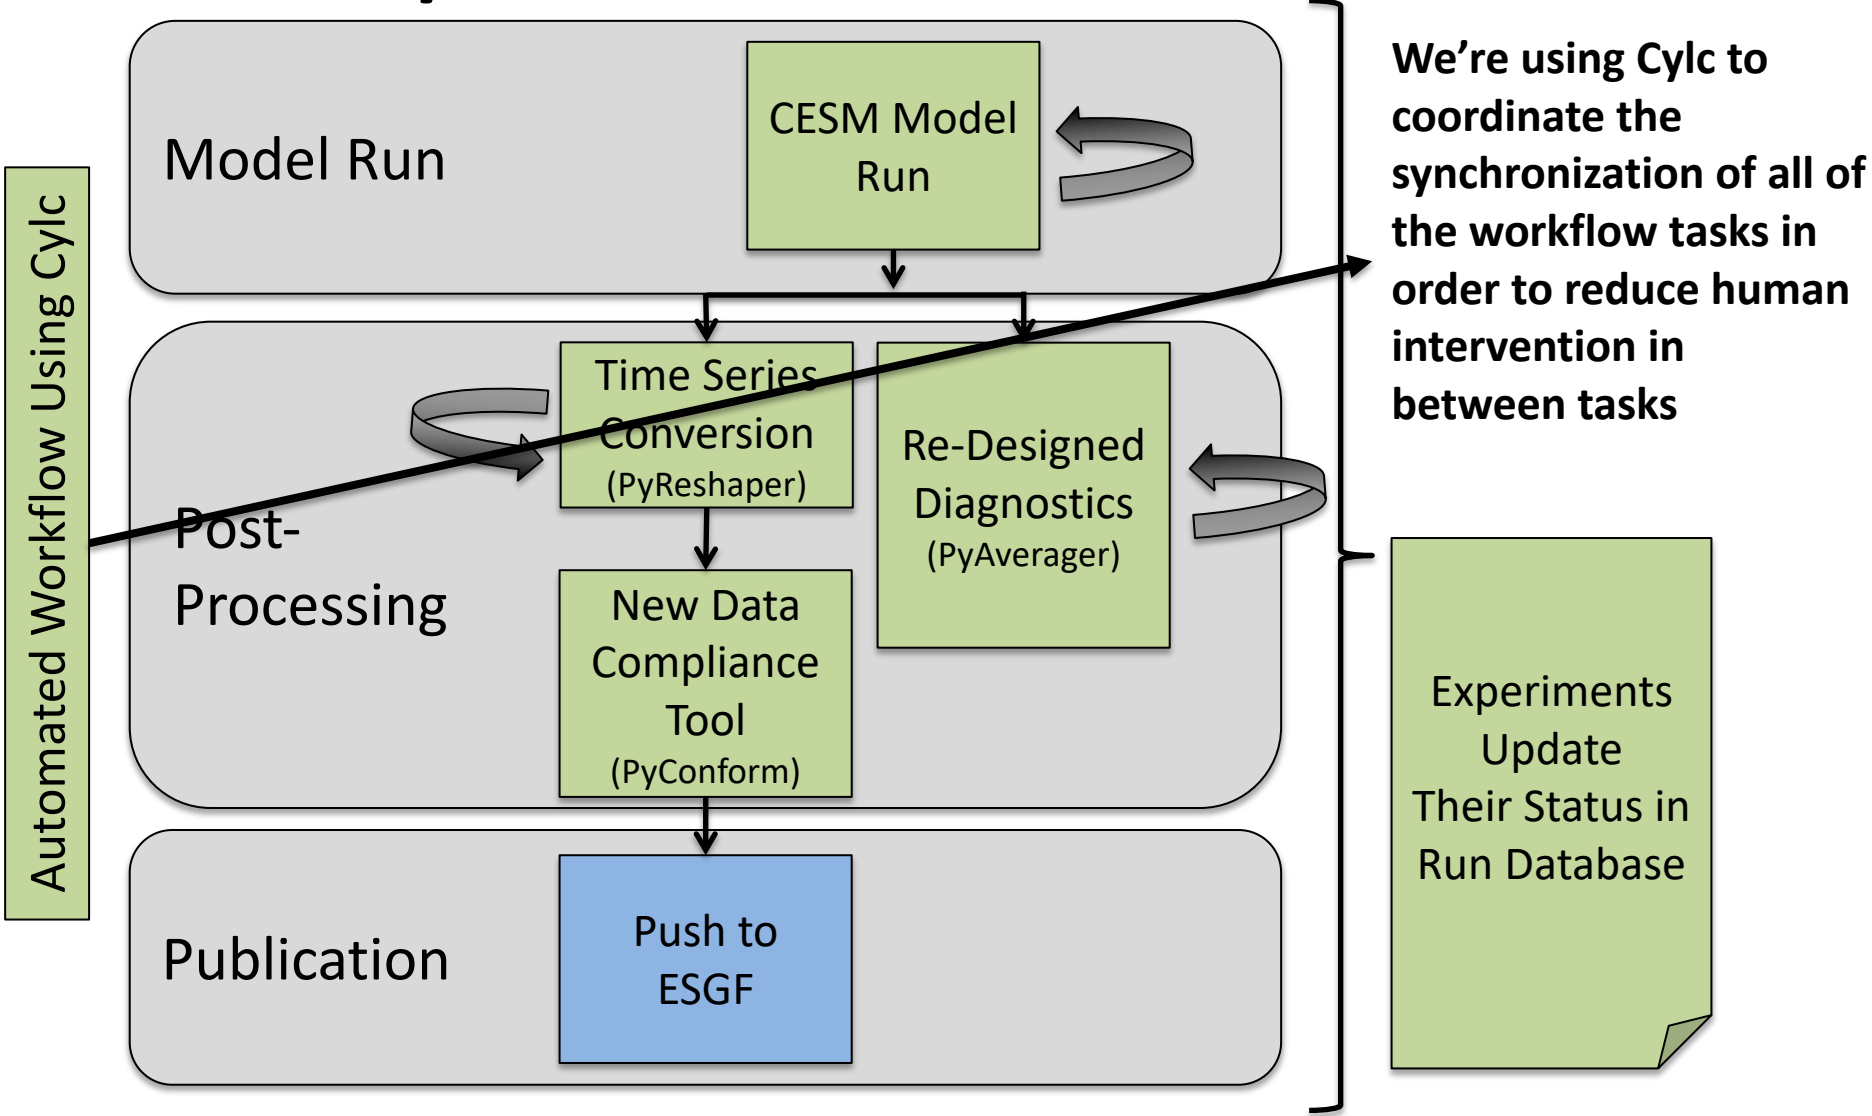 Automated Workflow Using Cylc
Model Run
CESM Model
Run
Post-
Processing
Time Series
Conversion
(PyReshaper)
Re-Designed
Diagnostics
(PyAverager)
New Data
Compliance
Tool
(PyConform)
Publication
Push to
ESGF
We’re using Cylc to
coordinate the
synchronization of all of
the workflow tasks in
order to reduce human
intervention in
between tasks
Experiments
Update
Their Status in
Run Database